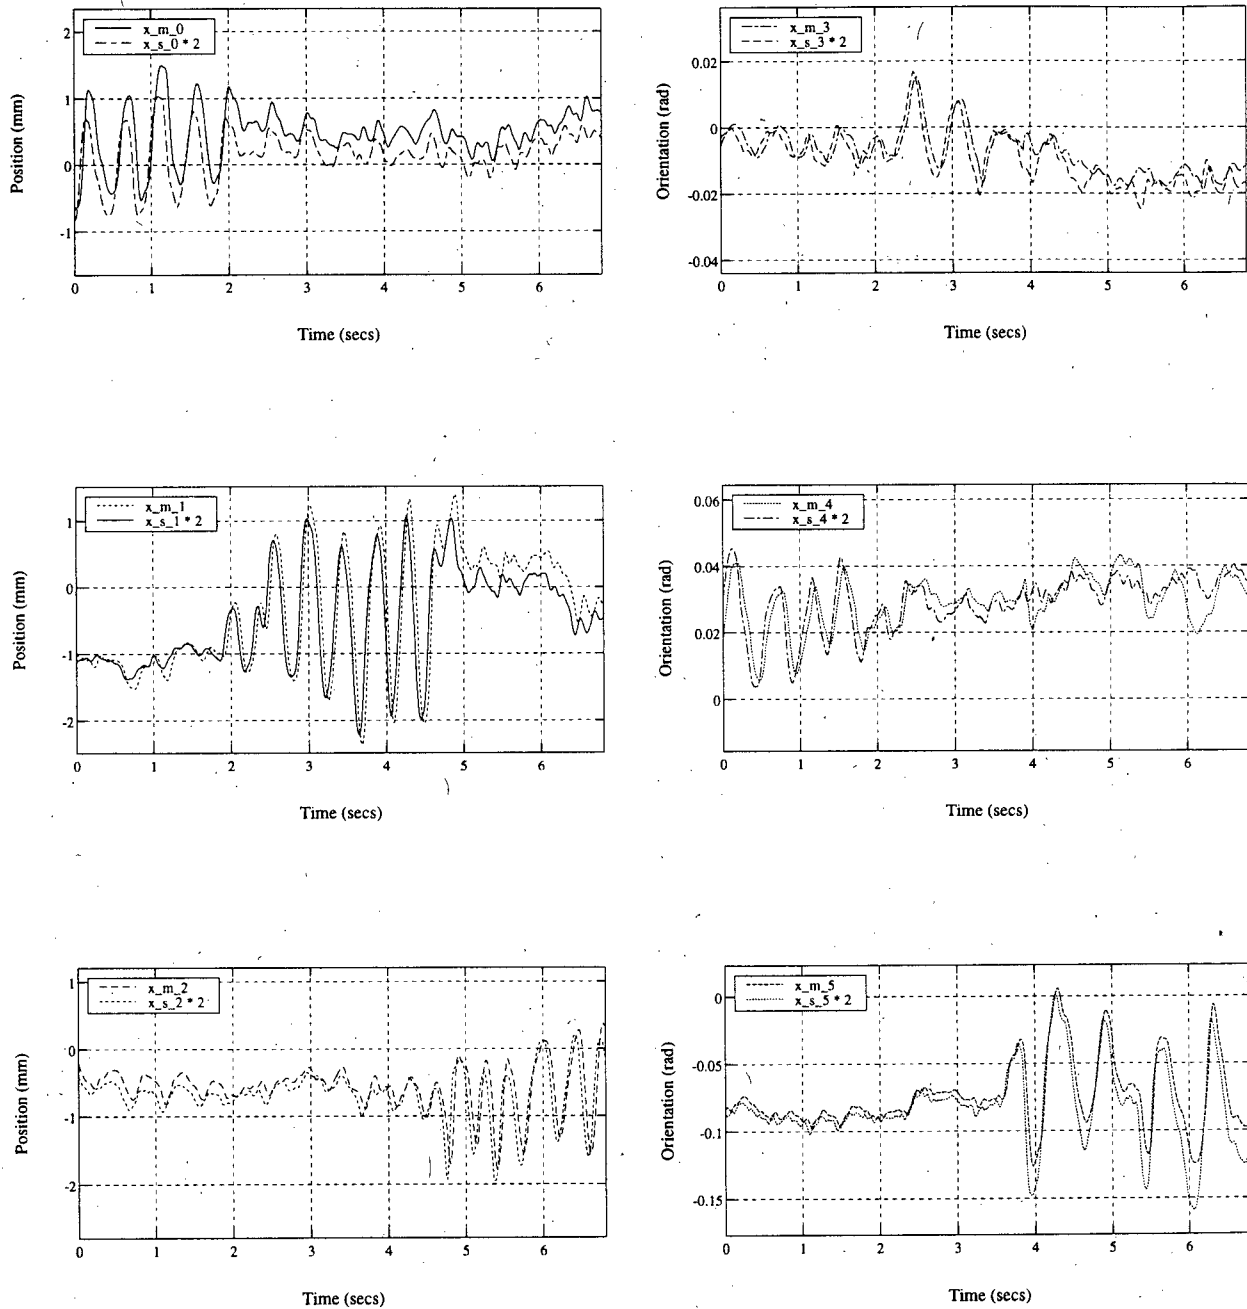 x_m_0
x_s_0 * 2
2
1
0
-1
0 1 2 3 4 5 6
Position (mm)
Time (secs)
x_m_3
x_s_3 * 2
0.02
0
-0.02
-0.04
0 1 2 3 4 5 6
Orientation (rad)
Time (secs)
x_m_1
x_s_1 * 2
1
0
-1
-2
0 1 2 3 4 5 6
Position (mm)
Time (secs)
x_m_4
x_s_4 * 2
0.06
0.04
0.02
0
0 1 2 3 4 5 6
Orientation (rad)
Time (secs)
x_m_2
x_s_2 * 2
1
0
-1
-2
0 1 2 3 4 5 6
Position (mm)
Time (secs)
x_m_5
x_s_5 * 2
0
-0.05
-0.1
-0.15
0 1 2 3 4 5 6
Orientation (rad)
Time (secs)